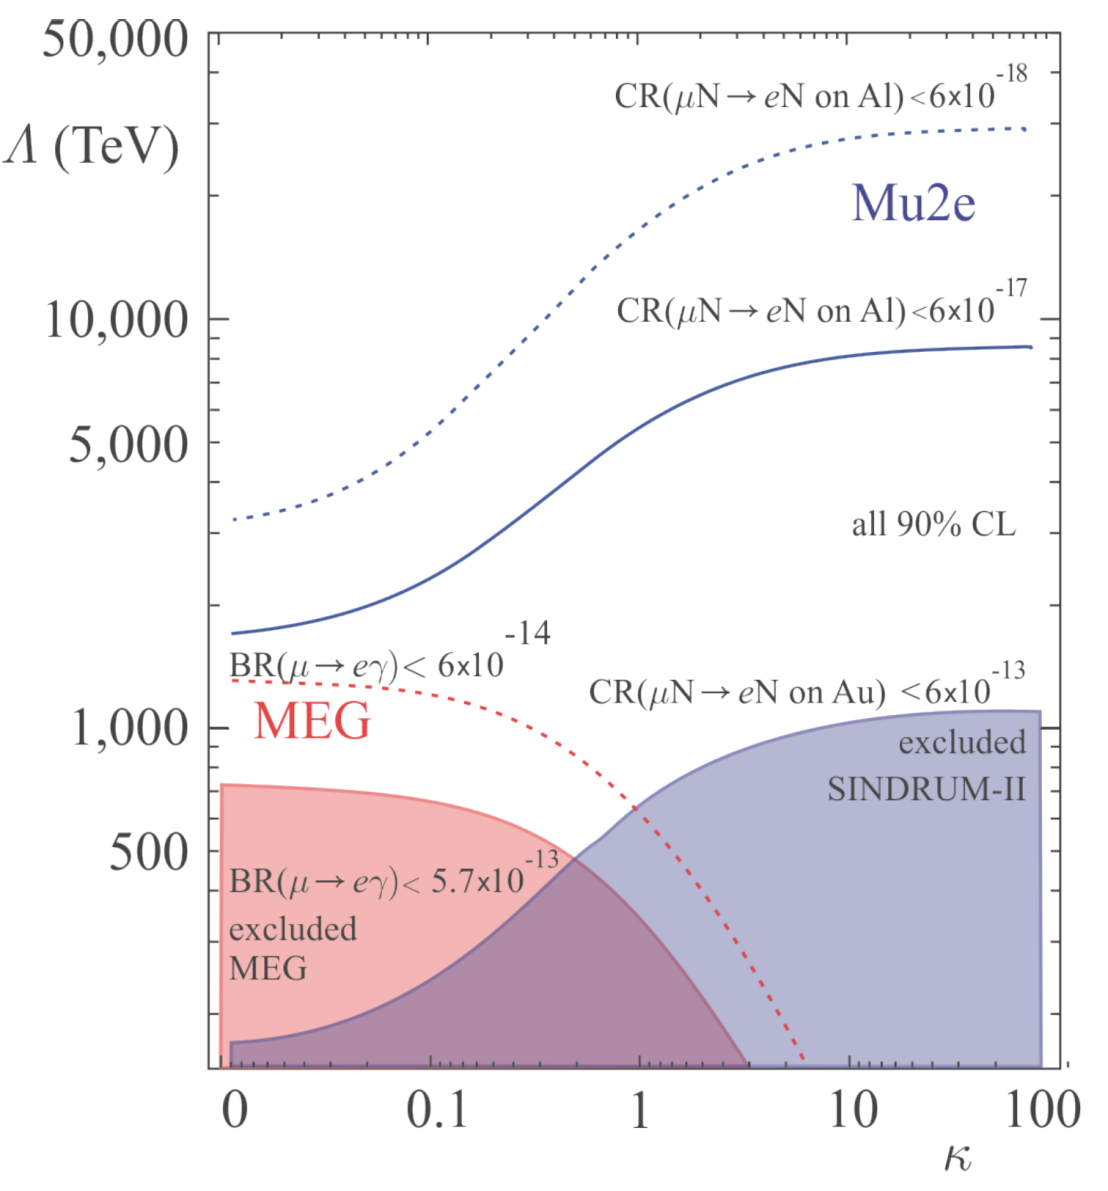 50,000
CR(μN→eN on Al)<6x10^-18
Λ (TeV)
Mu2e
10,000
CR(μN→eN on Al)<6x10^-17
5,000
all 90% CL
BR(μ→eγ)< 6x10^-14
CR(μN→eN on Au) <6x10^-13
MEG
1,000
excluded
SINDRUM-II
500
BR(μ→eγ)< 5.7x10^-13
excluded
MEG
0 0.1 1 10 100
κ